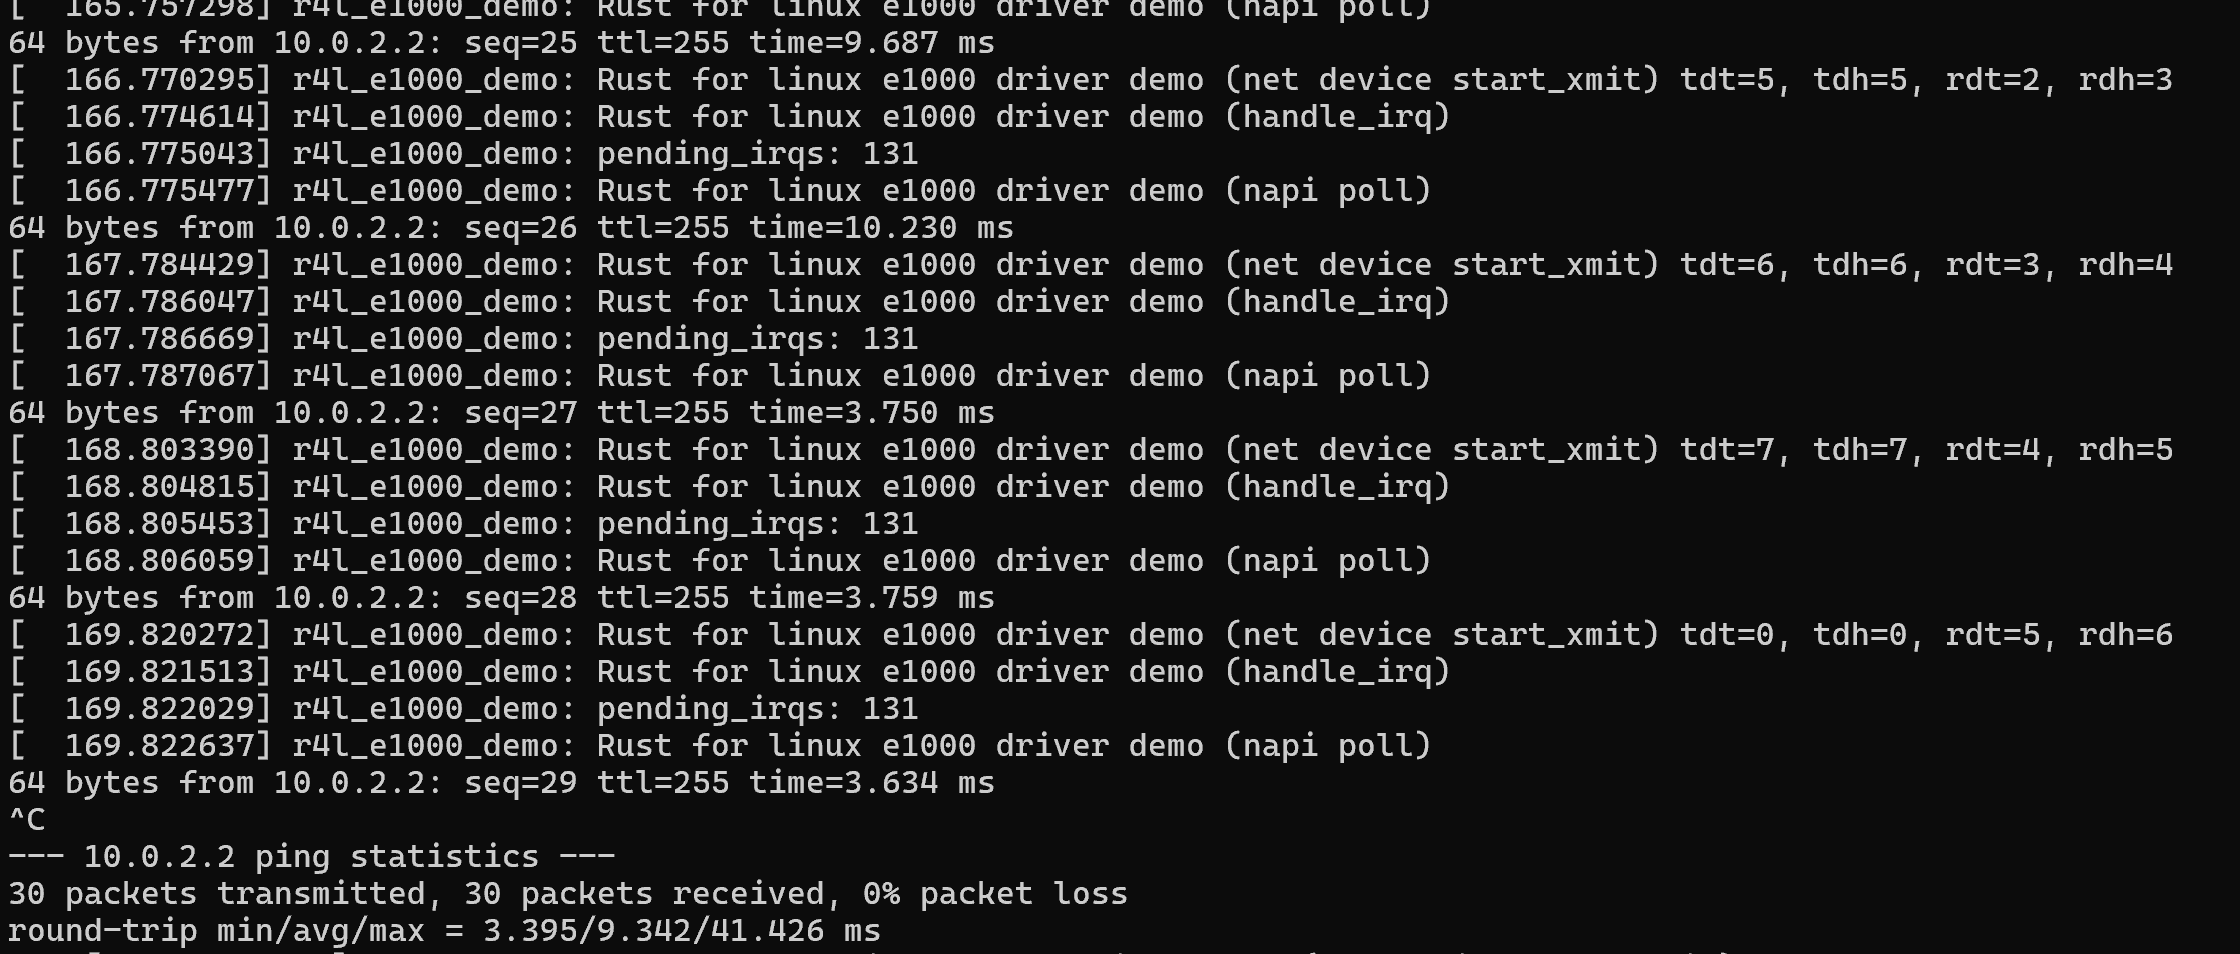 [  165.757298] r4l_e1000_demo: Rust for linux e1000 driver demo (napi poll)
64 bytes from 10.0.2.2: seq=25 ttl=255 time=9.687 ms
[  166.770295] r4l_e1000_demo: Rust for linux e1000 driver demo (net device start_xmit) tdt=5, tdh=5, rdt=2, rdh=3
[  166.774614] r4l_e1000_demo: Rust for linux e1000 driver demo (handle_irq)
[  166.775043] r4l_e1000_demo: pending_irqs: 131
[  166.775477] r4l_e1000_demo: Rust for linux e1000 driver demo (napi poll)
64 bytes from 10.0.2.2: seq=26 ttl=255 time=10.230 ms
[  167.784429] r4l_e1000_demo: Rust for linux e1000 driver demo (net device start_xmit) tdt=6, tdh=6, rdt=3, rdh=4
[  167.786047] r4l_e1000_demo: Rust for linux e1000 driver demo (handle_irq)
[  167.786669] r4l_e1000_demo: pending_irqs: 131
[  167.787067] r4l_e1000_demo: Rust for linux e1000 driver demo (napi poll)
64 bytes from 10.0.2.2: seq=27 ttl=255 time=3.750 ms
[  168.803390] r4l_e1000_demo: Rust for linux e1000 driver demo (net device start_xmit) tdt=7, tdh=7, rdt=4, rdh=5
[  168.804815] r4l_e1000_demo: Rust for linux e1000 driver demo (handle_irq)
[  168.805453] r4l_e1000_demo: pending_irqs: 131
[  168.806059] r4l_e1000_demo: Rust for linux e1000 driver demo (napi poll)
64 bytes from 10.0.2.2: seq=28 ttl=255 time=3.759 ms
[  169.820272] r4l_e1000_demo: Rust for linux e1000 driver demo (net device start_xmit) tdt=0, tdh=0, rdt=5, rdh=6
[  169.821513] r4l_e1000_demo: Rust for linux e1000 driver demo (handle_irq)
[  169.822029] r4l_e1000_demo: pending_irqs: 131
[  169.822637] r4l_e1000_demo: Rust for linux e1000 driver demo (napi poll)
64 bytes from 10.0.2.2: seq=29 ttl=255 time=3.634 ms
^C
--- 10.0.2.2 ping statistics ---
30 packets transmitted, 30 packets received, 0% packet loss
round-trip min/avg/max = 3.395/9.342/41.426 ms